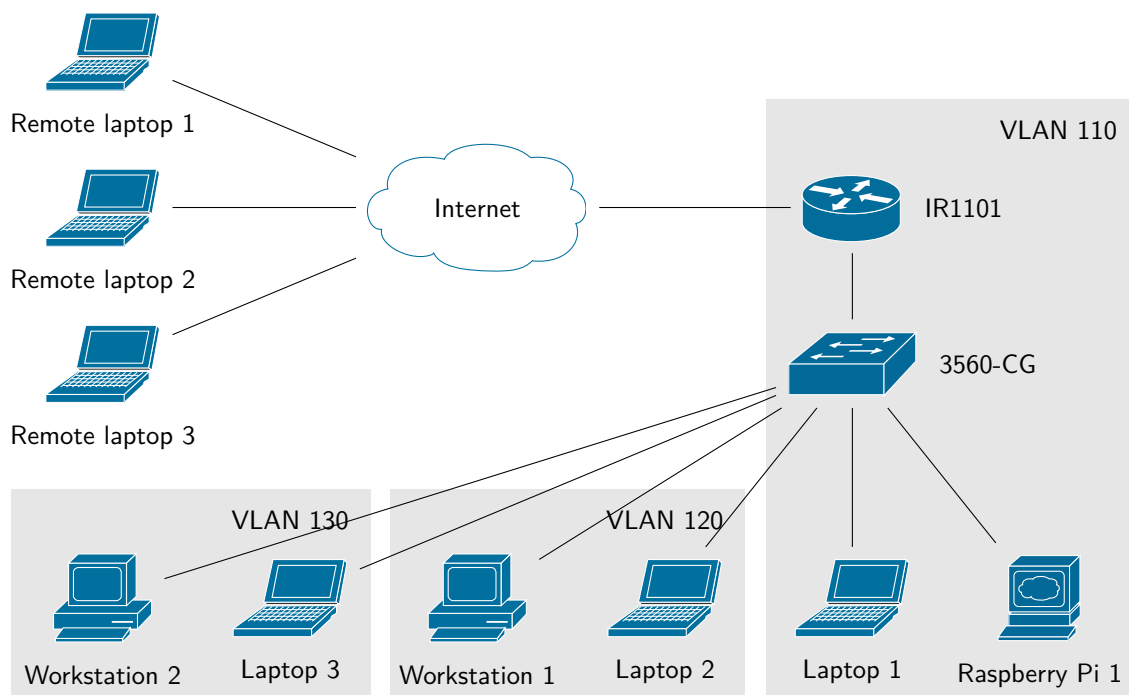 Remote laptop 1
VLAN 110
Internet
IR1101
Remote laptop 2
3560-CG
Remote laptop 3
VLAN 130
VLAN 120
Workstation 2
Laptop 3
Workstation 1
Laptop 2
Laptop 1
Raspberry Pi 1